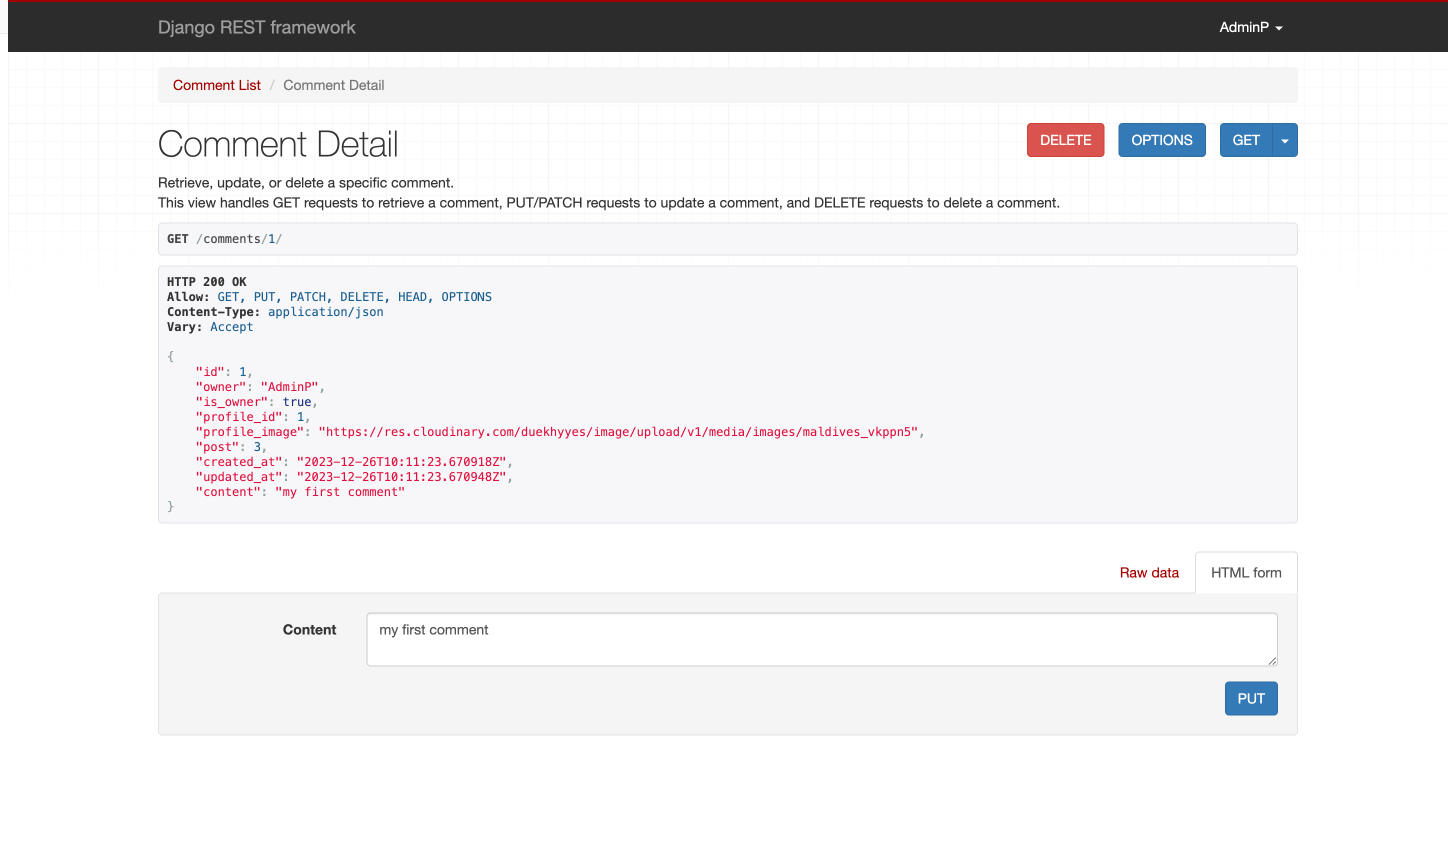 Django REST framework
AdminP
Comment List / Comment Detail
Comment Detail
DELETE
OPTIONS
GET
Retrieve, update, or delete a specific comment.
This view handles GET requests to retrieve a comment, PUT/PATCH requests to update a comment, and DELETE requests to delete a comment.
GET /comments/1/
HTTP 200 OK
Allow: GET, PUT, PATCH, DELETE, HEAD, OPTIONS
Content-Type: application/json
Vary: Accept
{
    "id": 1,
    "owner": "AdminP",
    "is_owner": true,
    "profile_id": 1,
    "profile_image": "https://res.cloudinary.com/duekhyyes/image/upload/v1/media/images/maldives_vkppn5",
    "post": 3,
    "created_at": "2023-12-26T10:11:23.670918Z",
    "updated_at": "2023-12-26T10:11:23.670948Z",
    "content": "my first comment"
}
Raw data
HTML form
Content
my first comment
PUT